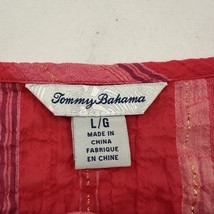 Tommy Bahama
L/G
MADE IN
CHINA
FABRIQUE
EN CHINE